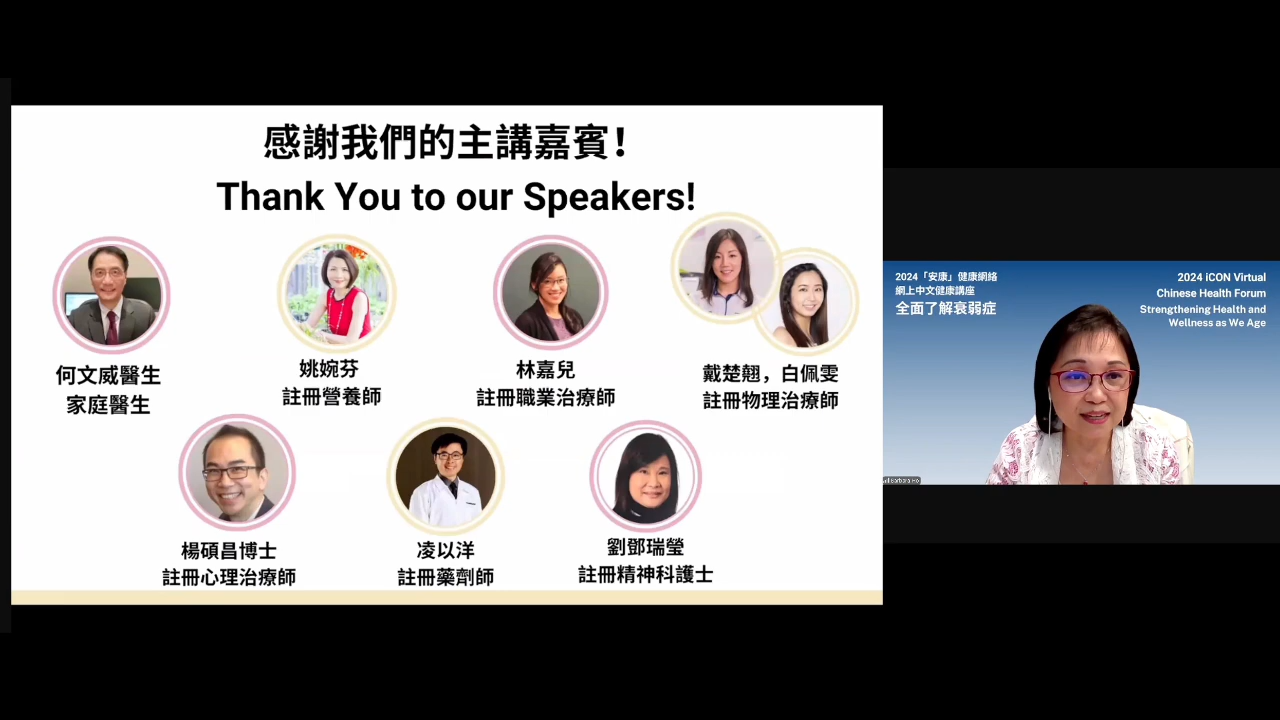 感謝我們的主講嘉賓！
Thank You to our Speakers!
何文威醫生
家庭醫生
姚婉芬
註冊營養師
林嘉兒
註冊職業治療師
戴楚翹，白佩雯
註冊物理治療師
楊碩昌博士
註冊心理治療師
凌以洋
註冊藥劑師
劉鄧瑞瑩
註冊精神科護士
2024「安康」健康網絡
網上中文健康講座
全面了解衰弱症
2024 iCON Virtual
Chinese Health Forum
Strengthening Health and
Wellness as We Age